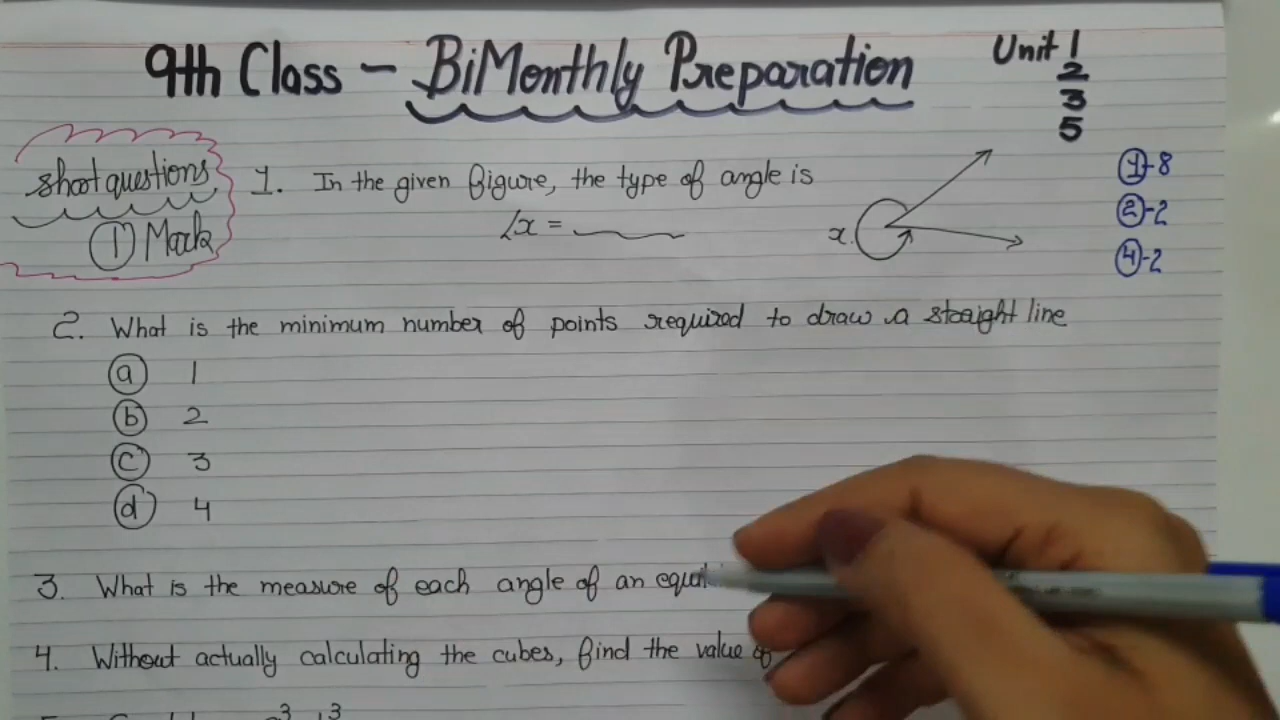 9th Class - BiMonthly Preparation
Unit 1
2
3
5
short questions
① Mark
1. In the given figure, the type of angle is
∠x =
x
①-8
②-2
④-2
2. What is the minimum number of points required to draw a straight line
ⓐ 1
ⓑ 2
ⓒ 3
ⓓ 4
3. What is the measure of each angle of an
4. Without actually calculating the cubes, find the value of